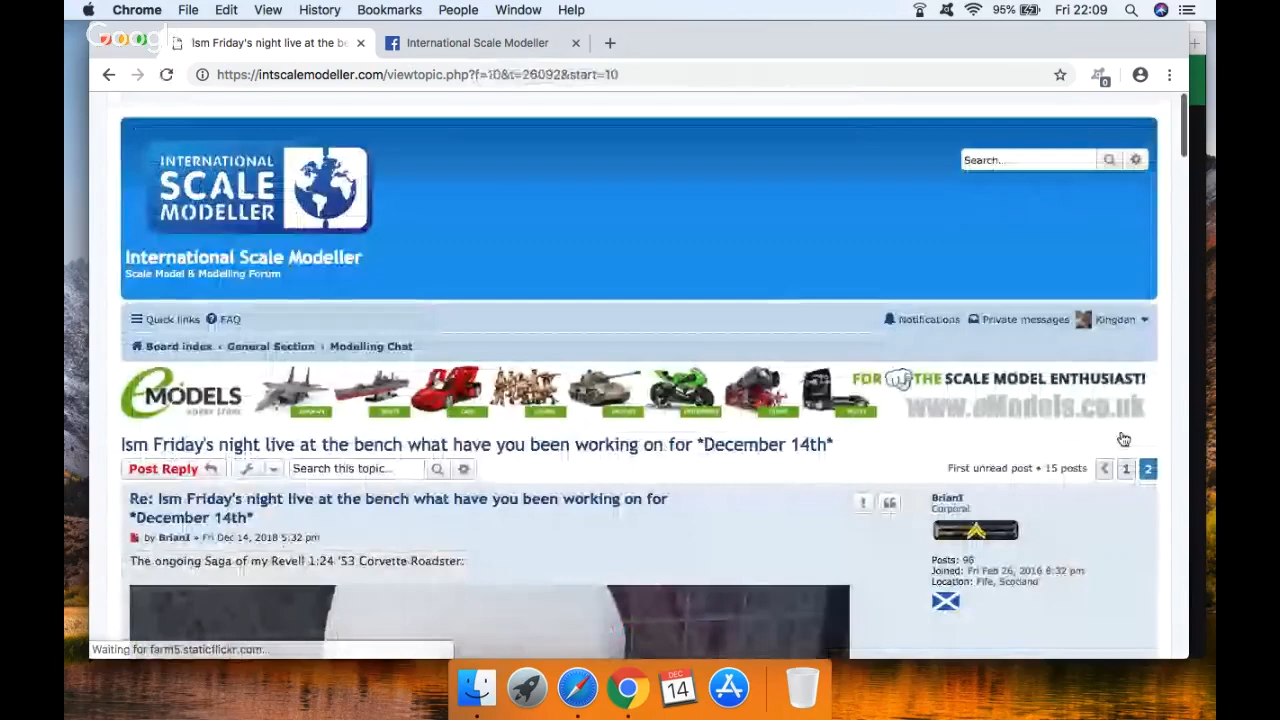 Chrome File Edit View History Bookmarks People Window Help 95% Fri 22:09
Google
Ism Friday's night live at the be International Scale Modeller
https://intscalemodeller.com/viewtopic.php?f=10&t=26092&start=10 0
INTERNATIONAL
SCALE
MODELLER
Search...
International Scale Modeller
Scale Model & Modelling Forum
Quick links FAQ Notifications Private messages Kingdan
Board index ‹ General Section ‹ Modelling Chat
eMODELS FOR THE SCALE MODEL ENTHUSIAST!
www.eModels.co.uk
Ism Friday's night live at the bench what have you been working on for *December 14th*
Post Reply Search this topic... First unread post • 15 posts 1 2
Re: Ism Friday's night live at the bench what have you been working on for
*December 14th*
by BrianI » Fri Dec 14, 2018 5:32 pm
The ongoing Saga of my Revell 1:24 '53 Corvette Roadster:
BrianI
Corporal
Posts: 96
Joined: Fri Feb 26, 2016 6:32 pm
Location: Fife, Scotland
Waiting for farm5.staticflickr.com...
DEC
14